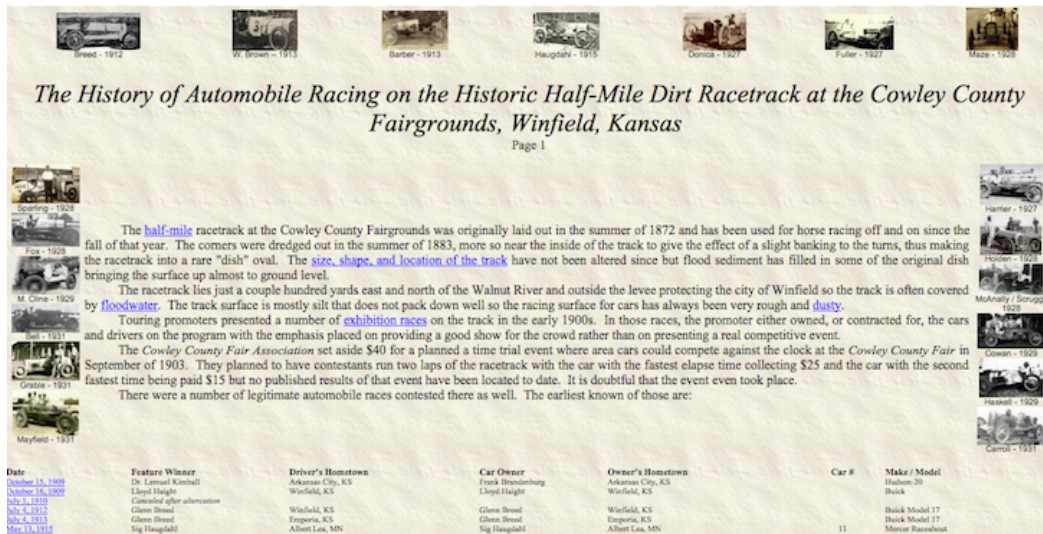 Breed - 1912 W. Brown - 1913 Barber - 1913 Haugdahl - 1915 Donica - 1927 Fuller - 1927 Maze - 1928
The History of Automobile Racing on the Historic Half-Mile Dirt Racetrack at the Cowley County
Fairgrounds, Winfield, Kansas
Page 1
Sparling - 1928
Fox - 1928
M. Cline - 1929
Bell - 1931
Grable - 1931
Mayfield - 1931
The half-mile racetrack at the Cowley County Fairgrounds was originally laid out in the summer of 1872 and has been used for horse racing off and on since the
fall of that year. The corners were dredged out in the summer of 1883, more so near the inside of the track to give the effect of a slight banking to the turns, thus making
the racetrack into a rare "dish" oval. The size, shape, and location of the track have not been altered since but flood sediment has filled in some of the original dish
bringing the surface up almost to ground level.
The racetrack lies just a couple hundred yards east and north of the Walnut River and outside the levee protecting the city of Winfield so the track is often covered
by floodwater. The track surface is mostly silt that does not pack down well so the racing surface for cars has always been very rough and dusty.
Touring promoters presented a number of exhibition races on the track in the early 1900s. In those races, the promoter either owned, or contracted for, the cars
and drivers on the program with the emphasis placed on providing a good show for the crowd rather than on presenting a real competitive event.
The Cowley County Fair Association set aside $40 for a planned a time trial event where area cars could compete against the clock at the Cowley County Fair in
September of 1903. They planned to have contestants run two laps of the racetrack with the car with the fastest elapse time collecting $25 and the car with the second
fastest time being paid $15 but no published results of that event have been located to date. It is doubtful that the event even took place.
There were a number of legitimate automobile races contested there as well. The earliest known of those are:
Harrier - 1927
Holden - 1928
McAnally / Scrugg
1928
Cowan - 1929
Haskell - 1929
Carroll - 1931
Date Feature Winner Driver's Hometown Car Owner Owner's Hometown Car # Make / Model
October 15, 1909 Dr. Lemuel Kimball Arkansas City, KS Frank Brandenburg Arkansas City, KS Hudson-20
October 16, 1909 Lloyd Haight Winfield, KS Lloyd Haight Winfield, KS Buick
July 1, 1910 Canceled after altercation
July 4, 1912 Glenn Breed Winfield, KS Glenn Breed Winfield, KS Buick Model 17
July 4, 1913 Glenn Breed Emporia, KS Glenn Breed Emporia, KS Buick Model 17
May 13, 1915 Sig Haugdahl Albert Lea, MN Sig Haugdahl Albert Lea, MN 11 Mercer Raceabout